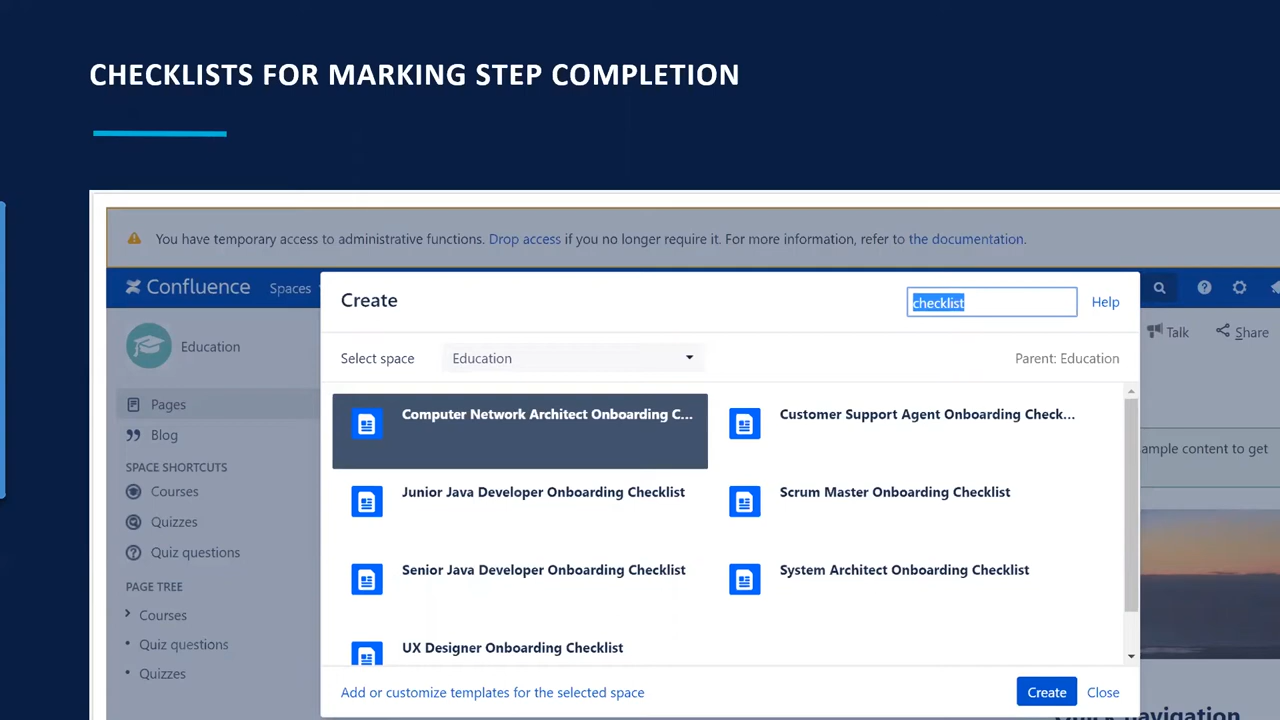 CHECKLISTS FOR MARKING STEP COMPLETION
You have temporary access to administrative functions. Drop access if you no longer require it. For more information, refer to the documentation.
Confluence Spaces
Create
checklist
Help
Talk
Share
Education
Select space
Education
Parent: Education
Pages
Blog
SPACE SHORTCUTS
Courses
Quizzes
Quiz questions
PAGE TREE
Courses
Quiz questions
Quizzes
Computer Network Architect Onboarding C...
Customer Support Agent Onboarding Check...
Junior Java Developer Onboarding Checklist
Scrum Master Onboarding Checklist
Senior Java Developer Onboarding Checklist
System Architect Onboarding Checklist
UX Designer Onboarding Checklist
ample content to get
Add or customize templates for the selected space
Create
Close
navigation